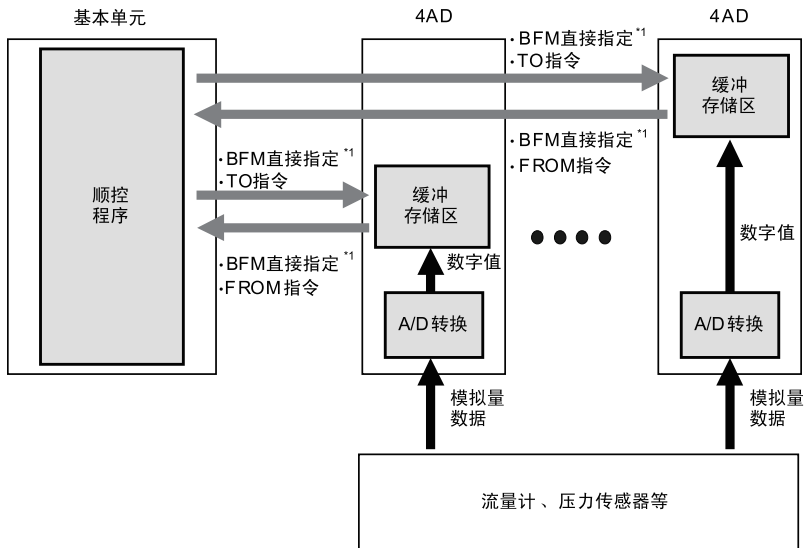 基本单元
4AD
4AD
·BFM直接指定*1
·TO指令
缓冲
存储区
·BFM直接指定*1
·FROM指令
·BFM直接指定*1
·TO指令
顺控
程序
缓冲
存储区
数字值
数字值
·BFM直接指定*1
·FROM指令
A/D转换
A/D转换
模拟量
数据
模拟量
数据
流量计、压力传感器等